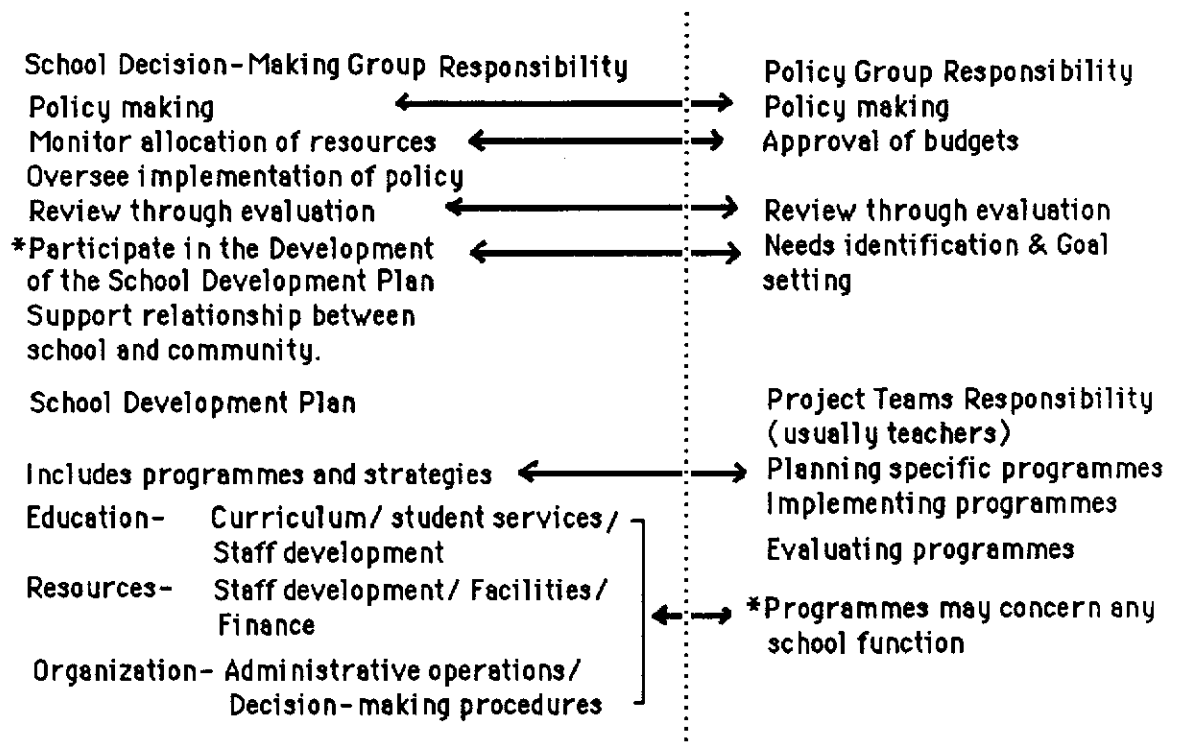 School Decision-Making Group Responsibility
Policy making
Monitor allocation of resources
Oversee implementation of policy
Review through evaluation
*Participate in the Development
of the School Development Plan
Support relationship between
school and community.
Policy Group Responsibility
Policy making
Approval of budgets
Review through evaluation
Needs identification & Goal
setting
School Development Plan
Includes programmes and strategies
Education- Curriculum/ student services/
Staff development
Resources- Staff development/ Facilities/
Finance
Organization- Administrative operations/
Decision-making procedures
Project Teams Responsibility
(usually teachers)
Planning specific programmes
Implementing programmes
Evaluating programmes
*Programmes may concern any
school function